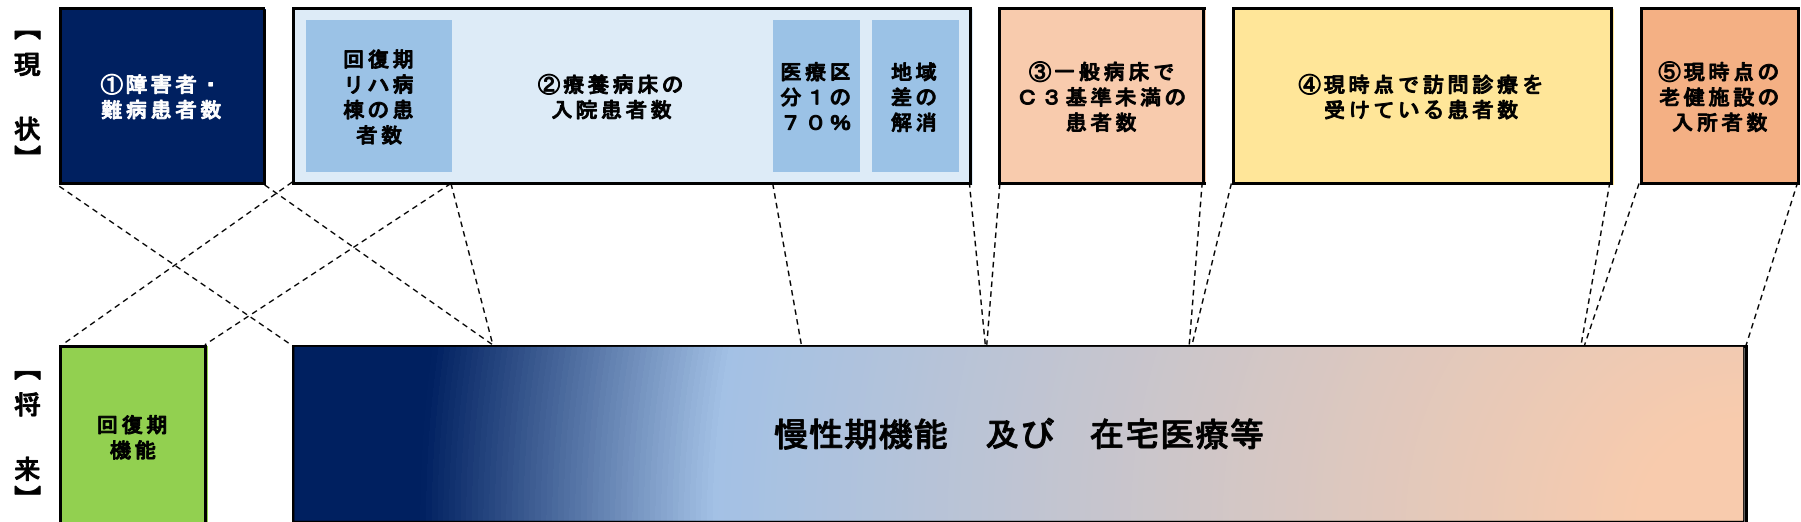 【現 状】
①障害者・
難病患者数
回復期
リハ病
棟の患
者数
②療養病床の
入院患者数
医療区
分１の
７０％
地域
差の
解消
③一般病床で
Ｃ３基準未満の
患者数
④現時点で訪問診療を
受けている患者数
⑤現時点の
老健施設の
入所者数
【将 来】
回復期
機能
慢性期機能　及び　在宅医療等